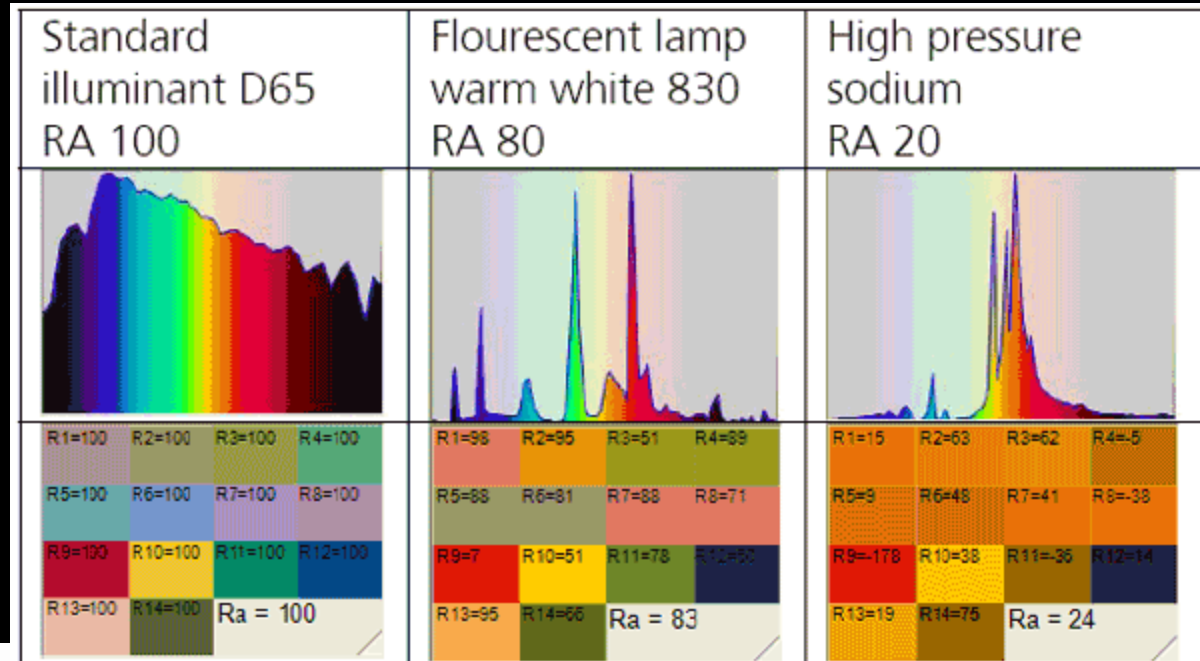 Standard
illuminant D65
RA 100
Flourescent lamp
warm white 830
RA 80
High pressure
sodium
RA 20
R1=100 R2=100 R3=100 R4=100
R5=100 R6=100 R7=100 R8=100
R9=100 R10=100 R11=100 R12=100
R13=100 R14=100 Ra = 100
R1=98 R2=95 R3=51 R4=89
R5=88 R6=81 R7=88 R8=71
R9=7 R10=51 R11=78
R13=95 R14=66 Ra = 83
R1=15 R2=63 R3=62 R4=-5
R5=9 R6=48 R7=41 R8=-38
R9=-178 R10=38 R11=-36 R12=14
R13=19 R14=75 Ra = 24